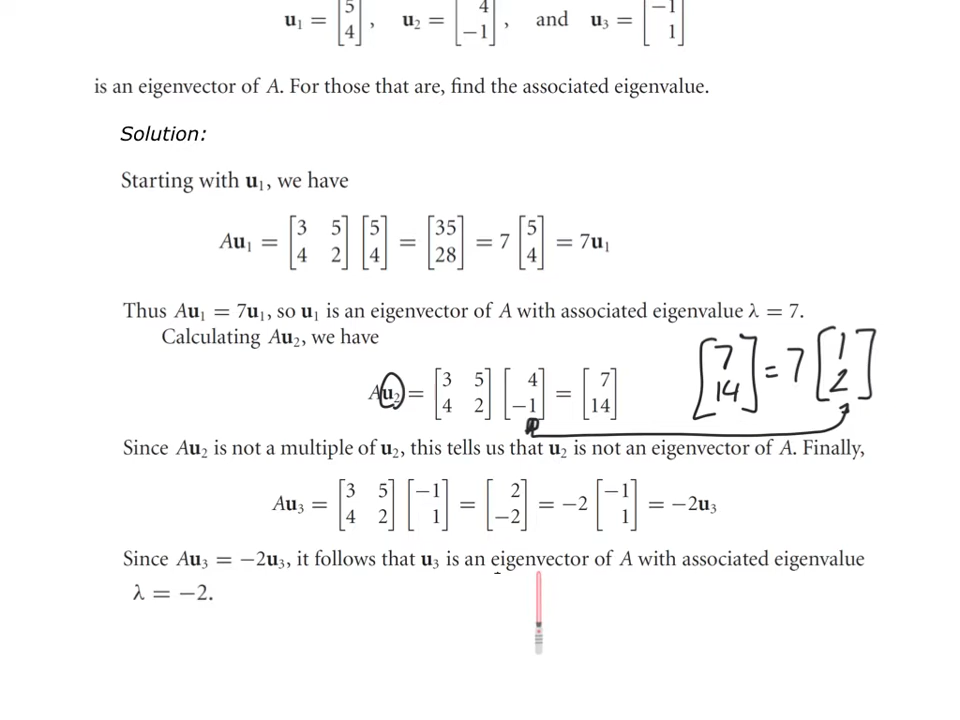 u₁ = [5 4], u₂ = [4 −1], and u₃ = [−1 1]
is an eigenvector of A. For those that are, find the associated eigenvalue.
Solution:
Starting with u₁, we have
Au₁ = [3 5 4 2] [5 4] = [35 28] = 7 [5 4] = 7u₁
Thus Au₁ = 7u₁, so u₁ is an eigenvector of A with associated eigenvalue λ = 7.
Calculating Au₂, we have
Au₂ = [3 5 4 2] [4 −1] = [7 14]
[7 14] = 7 [1 2]
Since Au₂ is not a multiple of u₂, this tells us that u₂ is not an eigenvector of A. Finally,
Au₃ = [3 5 4 2] [−1 1] = [2 −2] = −2 [−1 1] = −2u₃
Since Au₃ = −2u₃, it follows that u₃ is an eigenvector of A with associated eigenvalue
λ = −2.